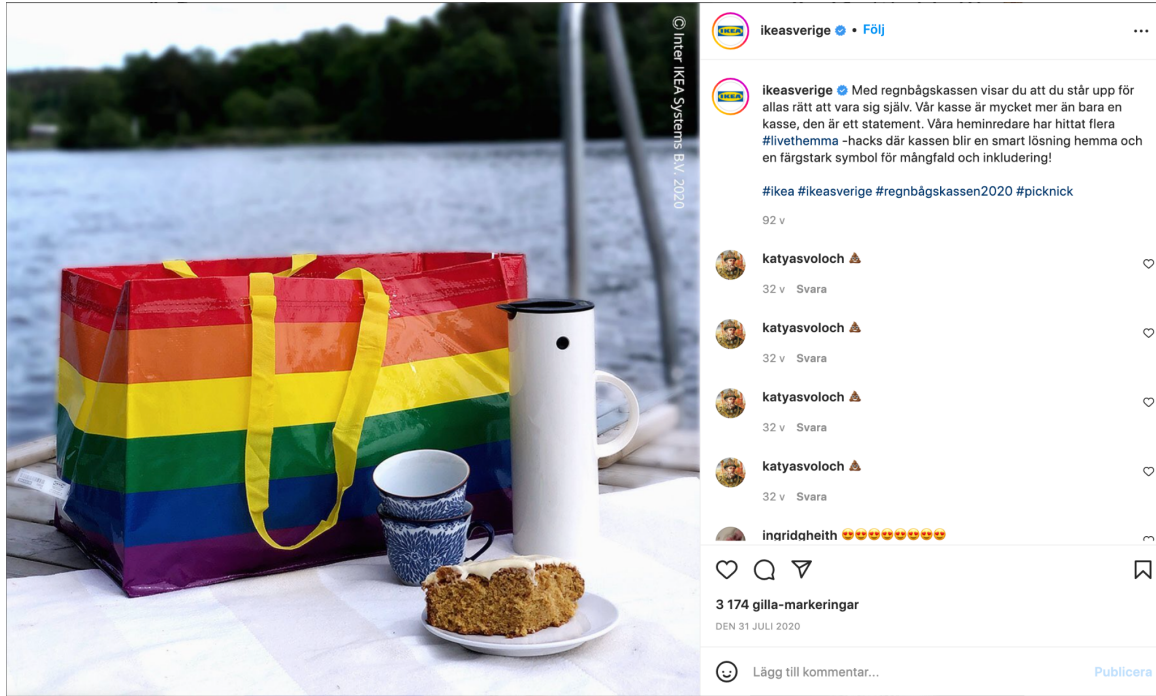 © Inter IKEA Systems B.V. 2020
IKEA
ikeasverige • Följ
IKEA
ikeasverige Med regnbågskassen visar du att du står upp för
allas rätt att vara sig själv. Vår kasse är mycket mer än bara en
kasse, den är ett statement. Våra heminredare har hittat flera
#livethemma -hacks där kassen blir en smart lösning hemma och
en färgstark symbol för mångfald och inkludering!
#ikea #ikeasverige #regnbågskassen2020 #picknick
92 v
katyasvoloch 💩
32 v Svara
katyasvoloch 💩
32 v Svara
katyasvoloch 💩
32 v Svara
katyasvoloch 💩
32 v Svara
ingridgheith 😍😍😍😍😍😍😍😍
3 174 gilla-markeringar
DEN 31 JULI 2020
Lägg till kommentar... Publicera